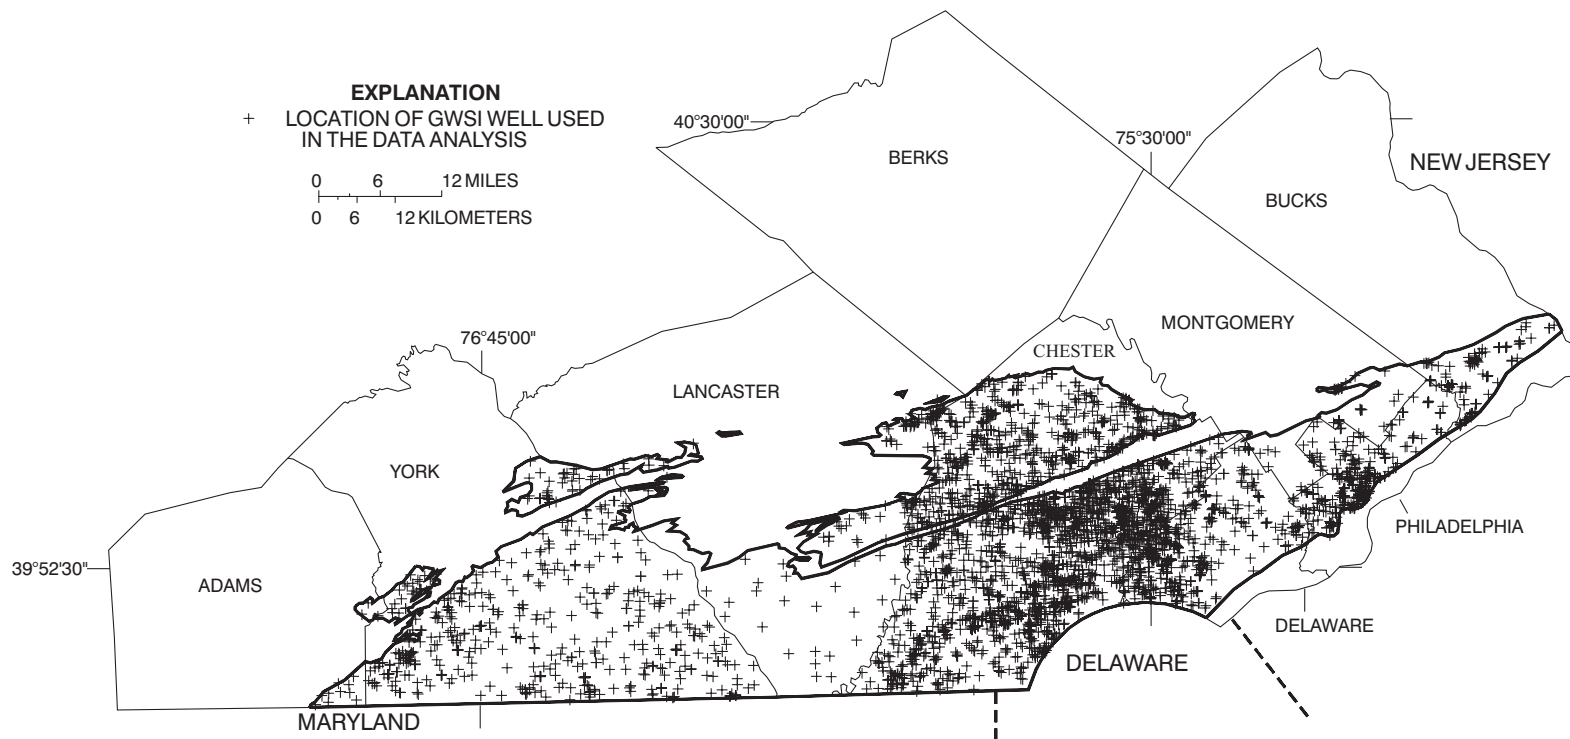 EXPLANATION
+ LOCATION OF GWSI WELL USED
IN THE DATA ANALYSIS
0 6 12 MILES
0 6 12 KILOMETERS
40°30'00"
BERKS
75°30'00"
NEW JERSEY
BUCKS
MONTGOMERY
76°45'00"
CHESTER
LANCASTER
YORK
PHILADELPHIA
39°52'30"
ADAMS
DELAWARE
DELAWARE
MARYLAND